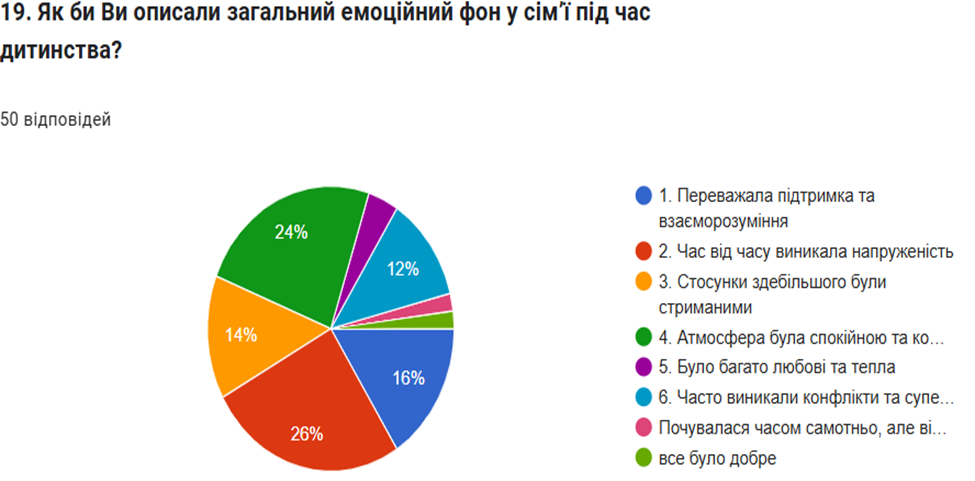 19. Як би Ви описали загальний емоційний фон у сім’ї під час
дитинства?
50 відповідей
24%
12%
14%
16%
26%
1. Переважала підтримка та
взаєморозуміння
2. Час від часу виникала напруженість
3. Стосунки здебільшого були
стриманими
4. Атмосфера була спокійною та ко…
5. Було багато любові та тепла
6. Часто виникали конфлікти та супе…
Почувалася часом самотньо, але ві…
все було добре